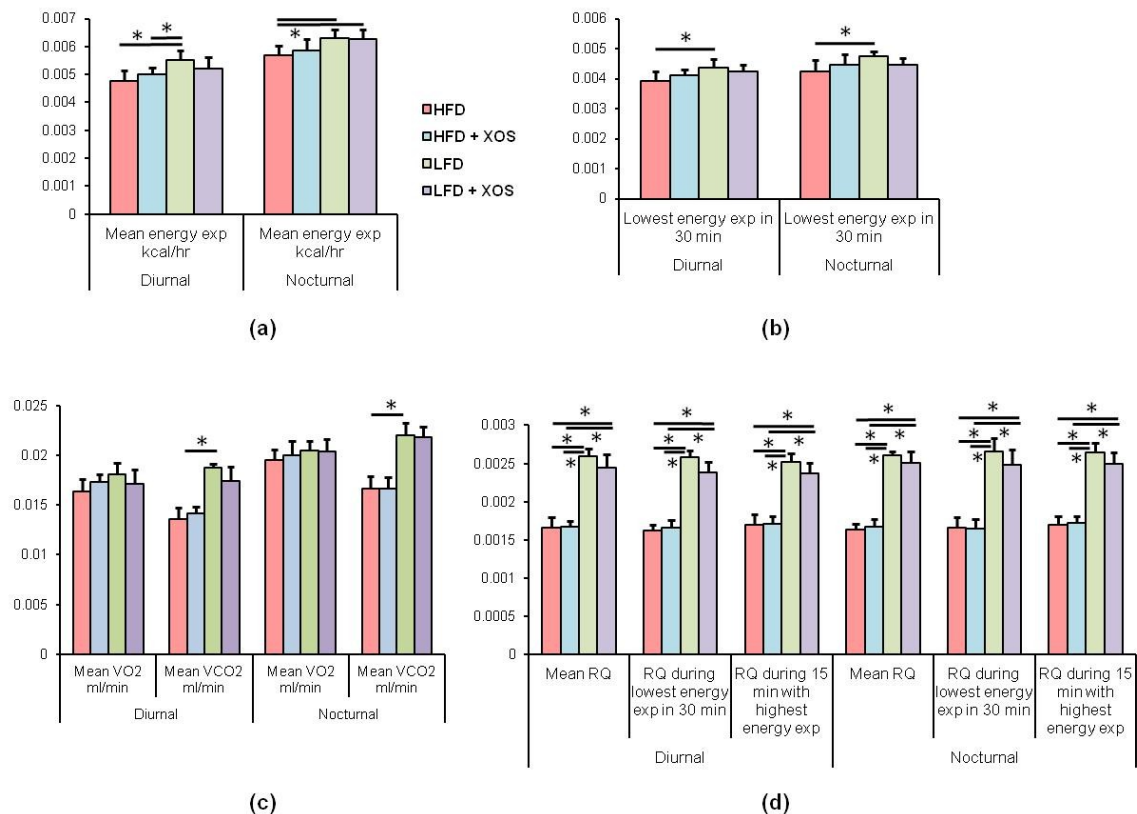 0.007
0.006
0.005
0.004
0.003
0.002
0.001
0
* *
*
Mean energy exp kcal/hr
Mean energy exp kcal/hr
Diurnal
Nocturnal
(a)
HFD
HFD + XOS
LFD
LFD + XOS
0.006
0.005
0.004
0.003
0.002
0.001
0
*
*
Lowest energy exp in 30 min
Lowest energy exp in 30 min
Diurnal
Nocturnal
(b)
0.025
0.02
0.015
0.01
0.005
0
*
*
Mean VO2 ml/min
Mean VCO2 ml/min
Mean VO2 ml/min
Mean VCO2 ml/min
Diurnal
Nocturnal
(c)
0.003
0.0025
0.002
0.0015
0.001
0.0005
0
* * * * * *
* * * * * * * * * * * *
* * * * * *
Mean RQ
RQ during lowest energy exp in 30 min
RQ during 15 min with highest energy exp
Mean RQ
RQ during lowest energy exp in 30 min
RQ during 15 min with highest energy exp
Diurnal
Nocturnal
(d)